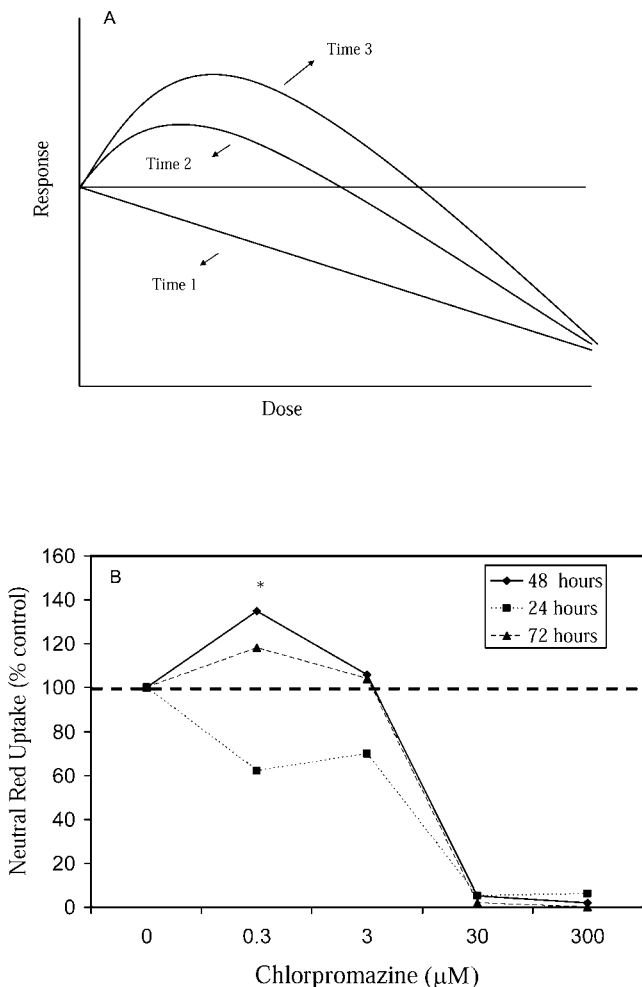 A
Time 3
Time 2
Time 1
Response
Dose
B
160
140
120
100
80
60
40
20
0
*
48 hours
24 hours
72 hours
Neutral Red Uptake (% control)
0 0.3 3 30 300
Chlorpromazine (μM)